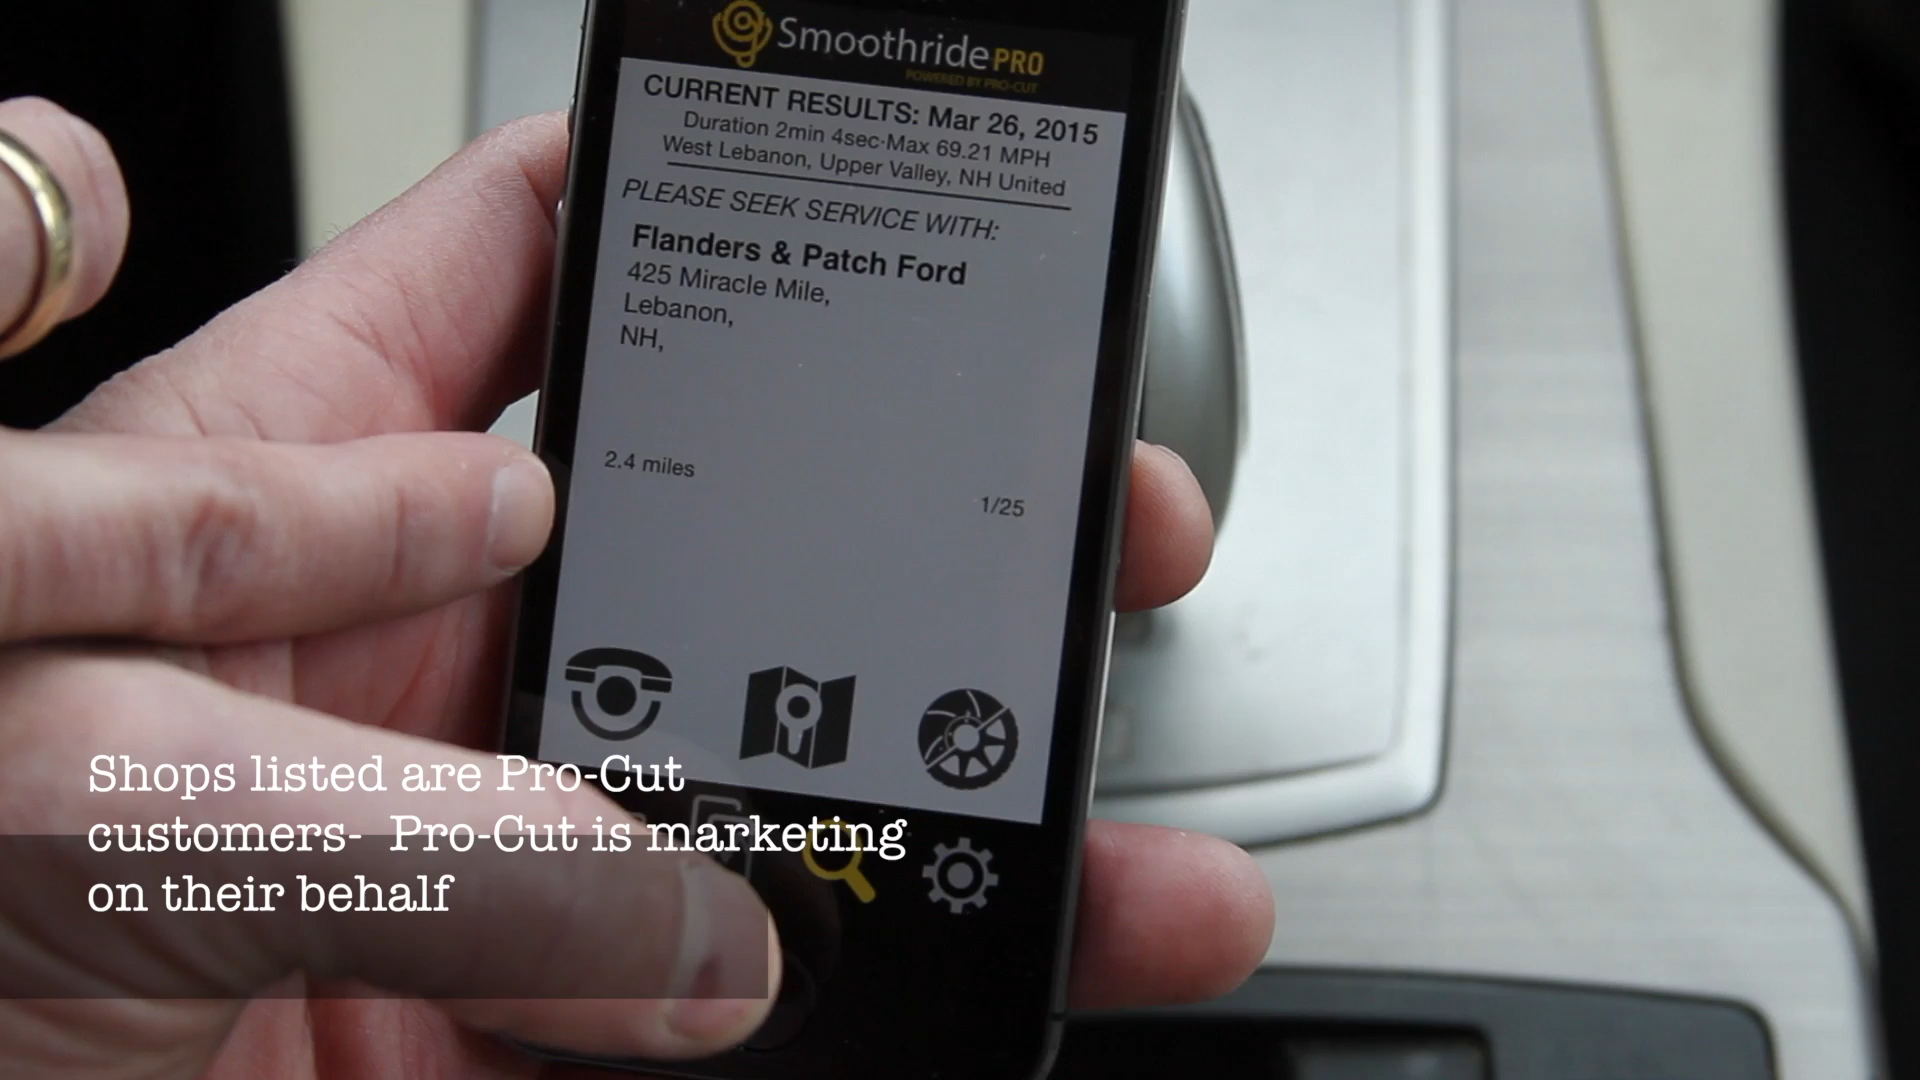 Smoothride PRO
POWERED BY PRO-CUT
CURRENT RESULTS: Mar 26, 2015
Duration 2min 4sec·Max 69.21 MPH
West Lebanon, Upper Valley, NH United
PLEASE SEEK SERVICE WITH:
Flanders & Patch Ford
425 Miracle Mile,
Lebanon,
NH,
2.4 miles
1/25
Shops listed are Pro-Cut
customers-  Pro-Cut is marketing
on their behalf